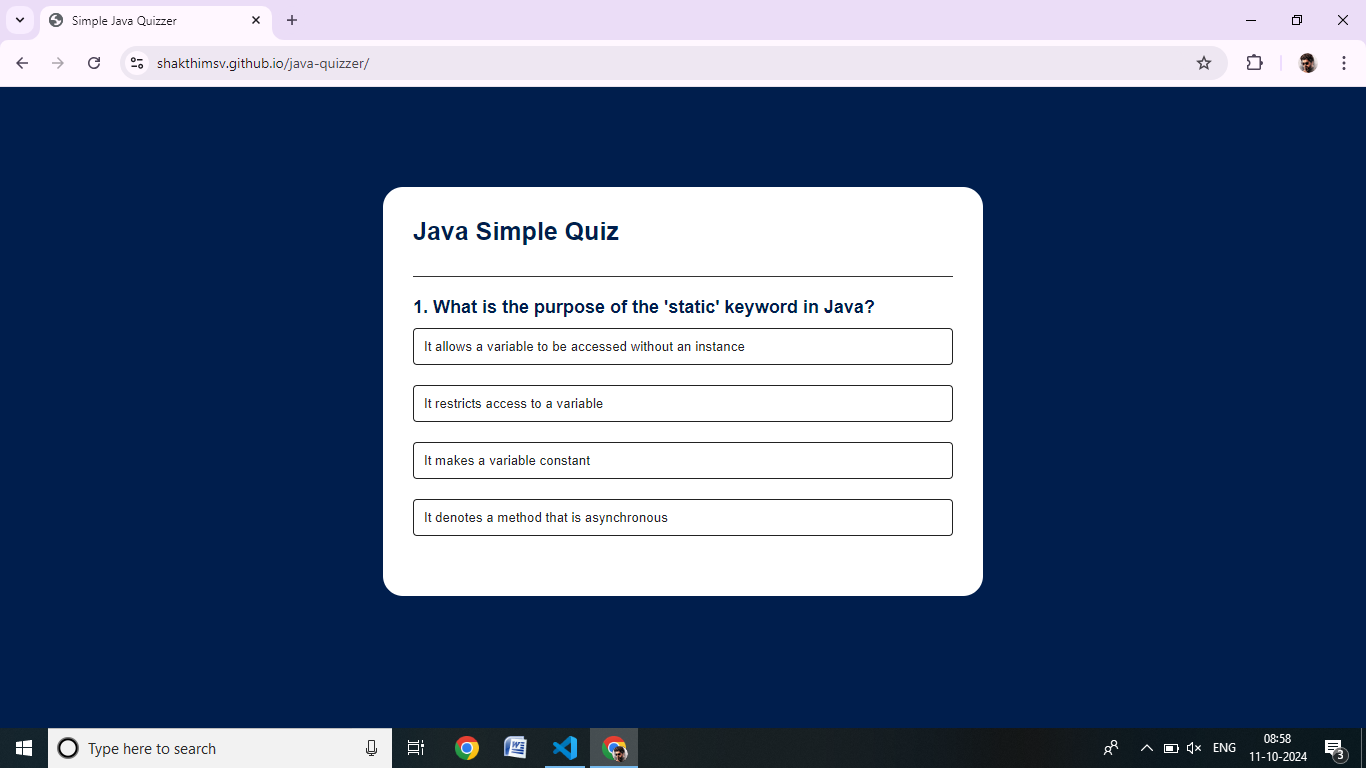 Simple Java Quizzer
shakthimsv.github.io/java-quizzer/
Java Simple Quiz
1. What is the purpose of the 'static' keyword in Java?
It allows a variable to be accessed without an instance
It restricts access to a variable
It makes a variable constant
It denotes a method that is asynchronous
Type here to search
ENG
08:58
11-10-2024
3